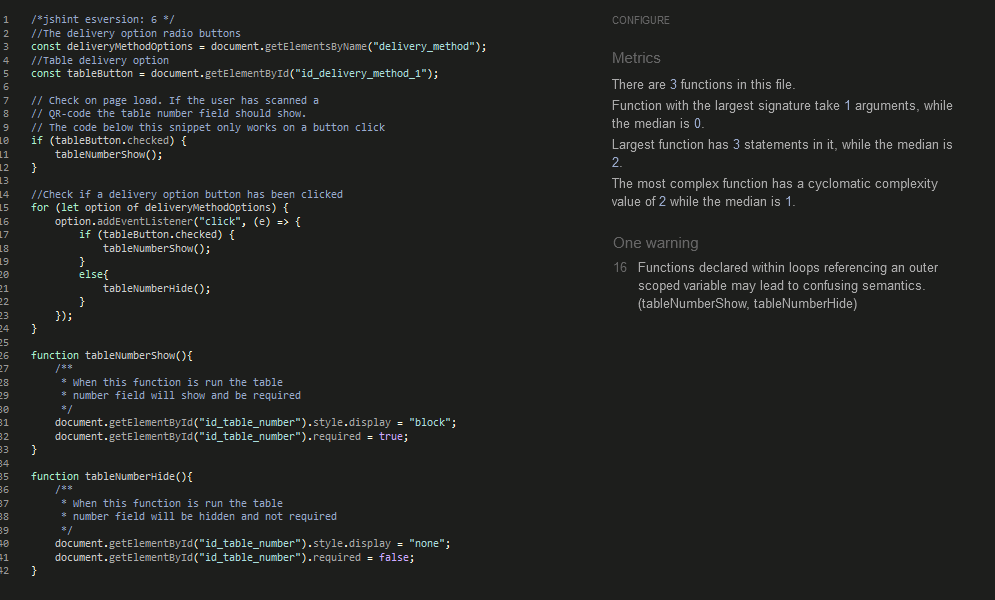 1 /*jshint esversion: 6 */
2 //The delivery option radio buttons
3 const deliveryMethodOptions = document.getElementsByName("delivery_method");
4 //Table delivery option
5 const tableButton = document.getElementById("id_delivery_method_1");
6
7 // Check on page load. If the user has scanned a
8 // QR-code the table number field should show.
9 // The code below this snippet only works on a button click
10 if (tableButton.checked) {
11 tableNumberShow();
12 }
13
14 //Check if a delivery option button has been clicked
15 for (let option of deliveryMethodOptions) {
16 option.addEventListener("click", (e) => {
17 if (tableButton.checked) {
18 tableNumberShow();
19 }
20 else{
21 tableNumberHide();
22 }
23 });
24 }
25
26 function tableNumberShow(){
27 /**
28 * When this function is run the table
29 * number field will show and be required
30 */
31 document.getElementById("id_table_number").style.display = "block";
32 document.getElementById("id_table_number").required = true;
33 }
34
35 function tableNumberHide(){
36 /**
37 * When this function is run the table
38 * number field will be hidden and not required
39 */
40 document.getElementById("id_table_number").style.display = "none";
41 document.getElementById("id_table_number").required = false;
42 }
CONFIGURE
Metrics
There are 3 functions in this file.
Function with the largest signature take 1 arguments, while
the median is 0.
Largest function has 3 statements in it, while the median is
2.
The most complex function has a cyclomatic complexity
value of 2 while the median is 1.
One warning
16 Functions declared within loops referencing an outer
scoped variable may lead to confusing semantics.
(tableNumberShow, tableNumberHide)